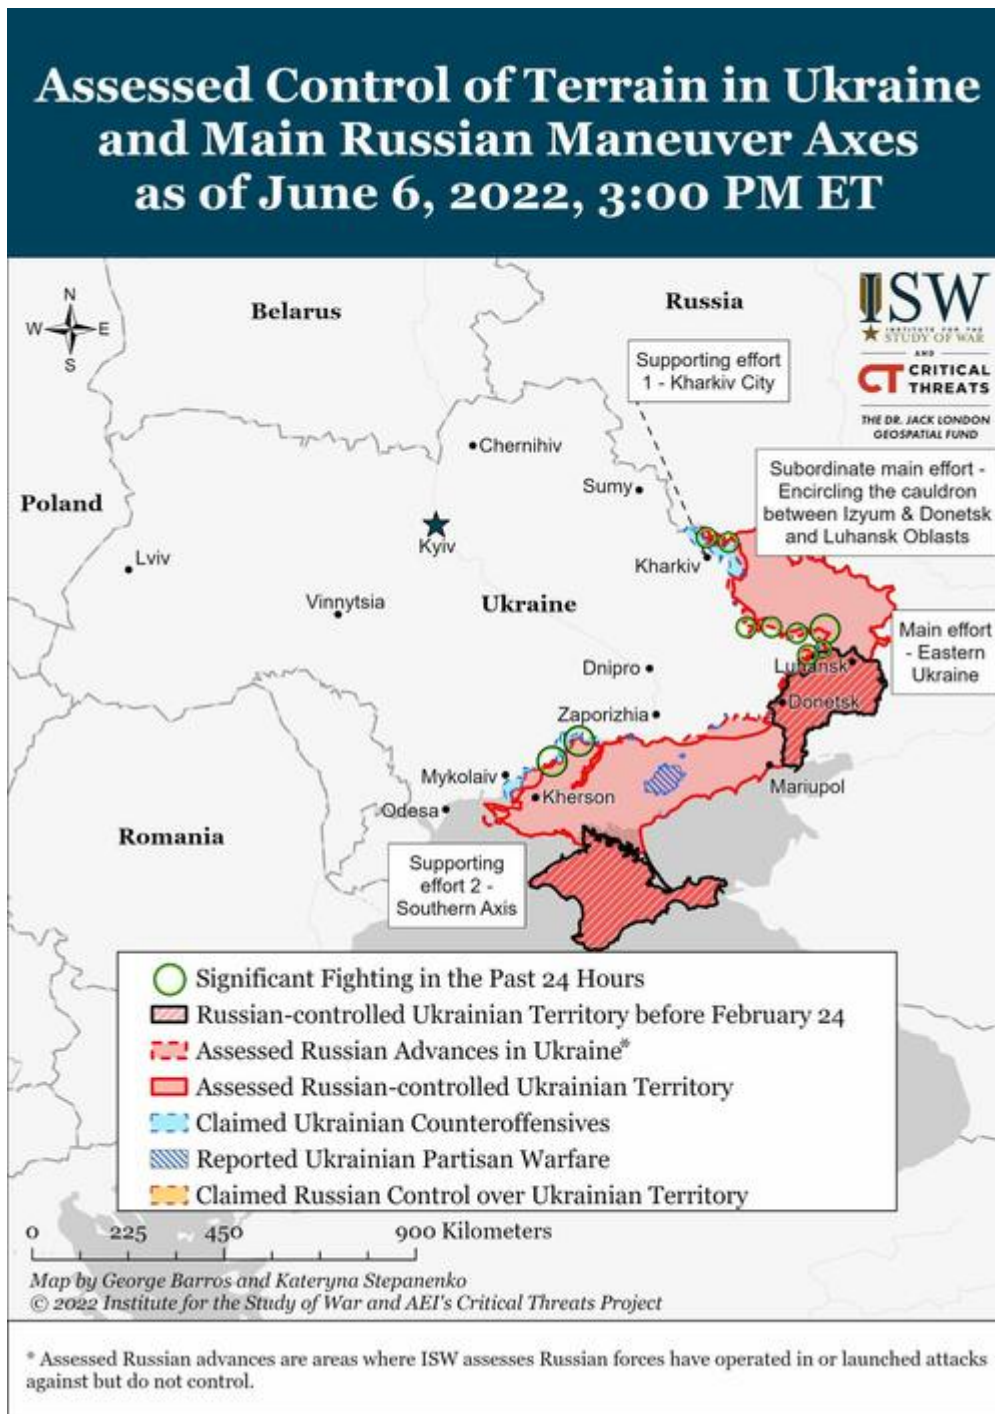 Assessed Control of Terrain in Ukraine
and Main Russian Maneuver Axes
as of June 6, 2022, 3:00 PM ET
N
W
E
S
Belarus
Russia
ISW
INSTITUTE FOR THE
STUDY OF WAR
AND
CT CRITICAL
THREATS
THE DR. JACK LONDON
GEOSPATIAL FUND
Supporting effort
1 - Kharkiv City
Chernihiv
Subordinate main effort -
Encircling the cauldron
between Izyum & Donetsk
and Luhansk Oblasts
Sumy
Poland
Kyiv
Lviv
Kharkiv
Vinnytsia
Ukraine
Main effort
- Eastern
Ukraine
Dnipro
Luhansk
Donetsk
Zaporizhia
Mykolaiv
Mariupol
Kherson
Odesa
Romania
Supporting
effort 2 -
Southern Axis
Significant Fighting in the Past 24 Hours
Russian-controlled Ukrainian Territory before February 24
Assessed Russian Advances in Ukraine*
Assessed Russian-controlled Ukrainian Territory
Claimed Ukrainian Counteroffensives
Reported Ukrainian Partisan Warfare
Claimed Russian Control over Ukrainian Territory
0 225 450 900 Kilometers
Map by George Barros and Kateryna Stepanenko
© 2022 Institute for the Study of War and AEI's Critical Threats Project
* Assessed Russian advances are areas where ISW assesses Russian forces have operated in or launched attacks
against but do not control.